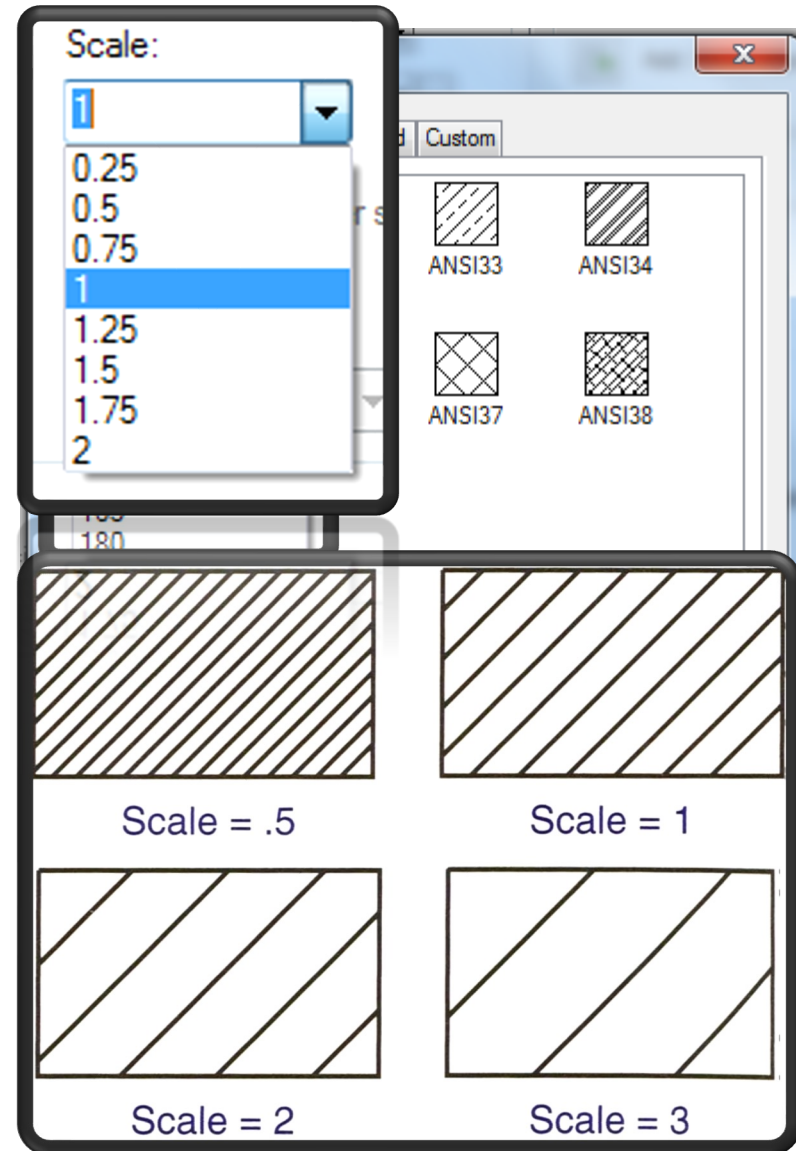 Scale:
1
0.25
0.5
0.75
1
1.25
1.5
1.75
2
Custom
ANSI33 ANSI34
ANSI37 ANSI38
180
Scale = .5 Scale = 1
Scale = 2 Scale = 3